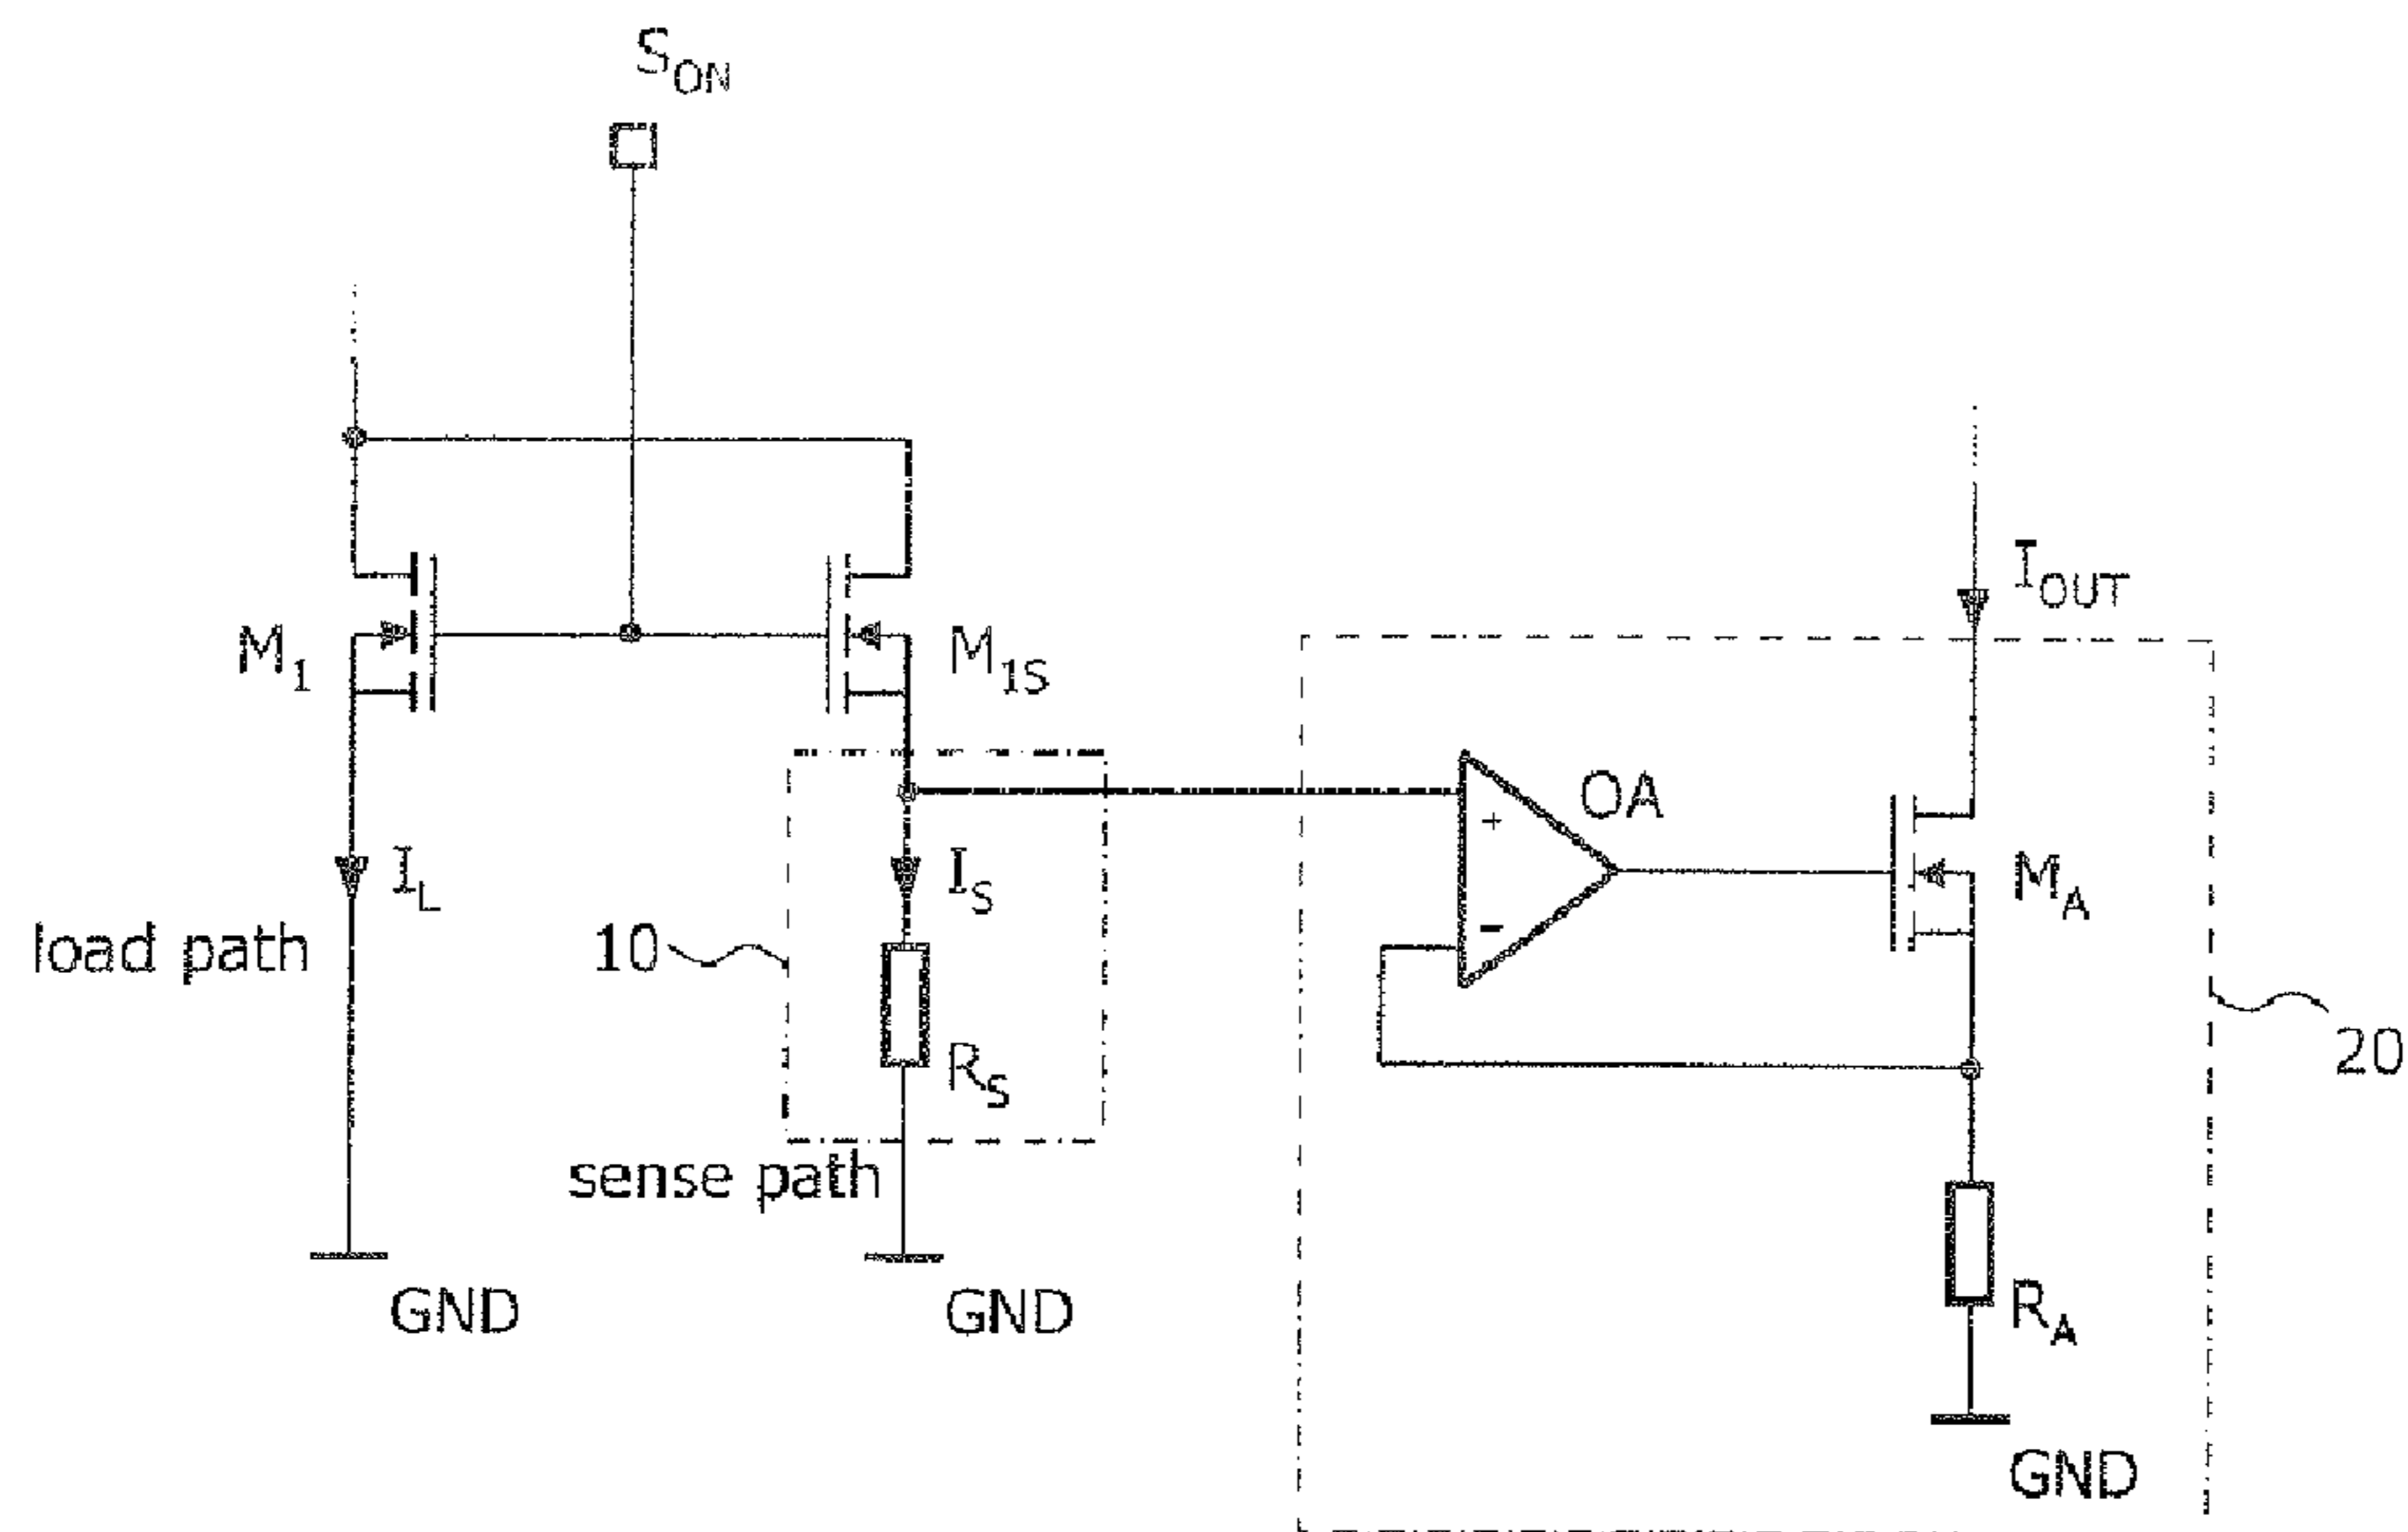 S_ON
I_OUT
M_1
M_1S
OA
+
-
M_A
I_L
I_S
load path
10
R_S
20
sense path
GND
GND
R_A
GND